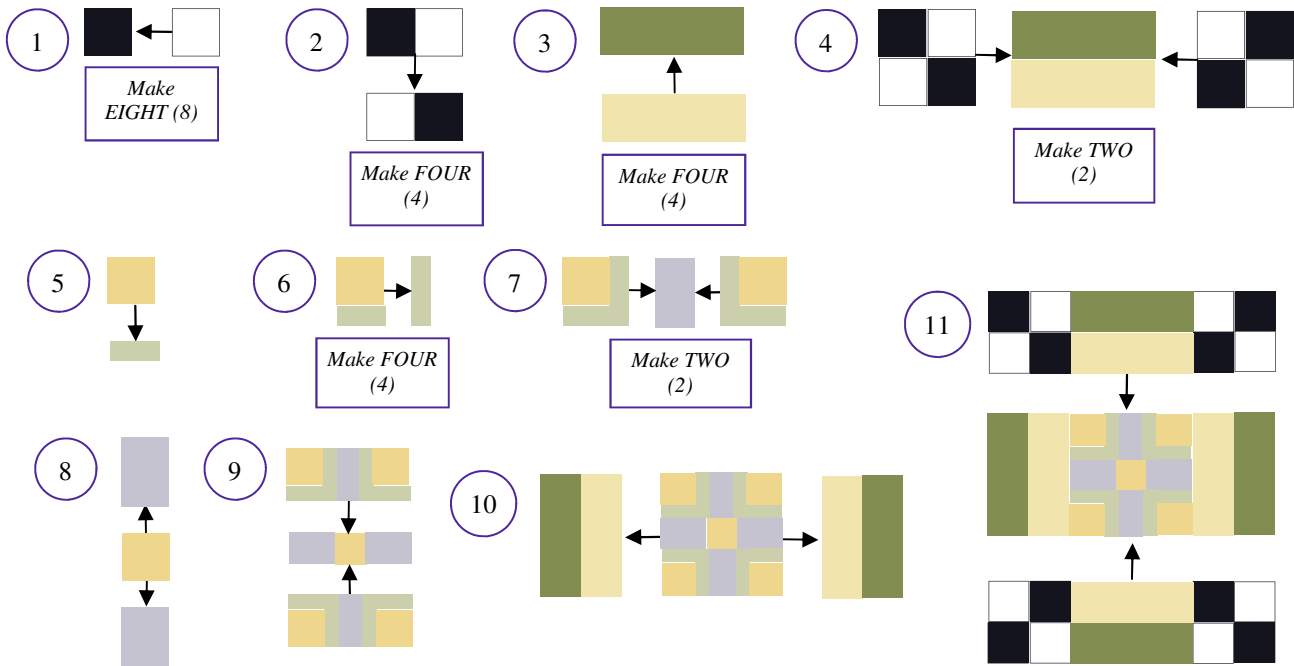 1
Make
EIGHT (8)
2
Make FOUR
(4)
3
Make FOUR
(4)
4
Make TWO
(2)
5
6
Make FOUR
(4)
7
Make TWO
(2)
8
9
10
11